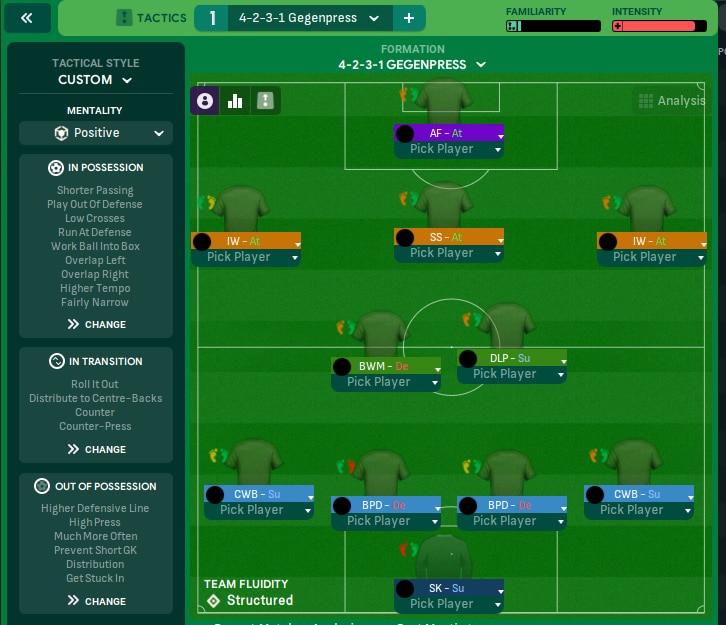 TACTICS
1
4-2-3-1 Gegenpress
+
FAMILIARITY
INTENSITY
TACTICAL STYLE
CUSTOM
MENTALITY
Positive
IN POSSESSION
Shorter Passing
Play Out Of Defense
Low Crosses
Run At Defense
Work Ball Into Box
Overlap Left
Overlap Right
Higher Tempo
Fairly Narrow
CHANGE
IN TRANSITION
Roll It Out
Distribute to Centre-Backs
Counter
Counter-Press
CHANGE
OUT OF POSSESSION
Higher Defensive Line
High Press
Much More Often
Prevent Short GK
Distribution
Get Stuck In
CHANGE
FORMATION
4-2-3-1 GEGENPRESS
Analysis
AF - At
Pick Player
IW - At
Pick Player
SS - At
Pick Player
IW - At
Pick Player
BWM - De
Pick Player
DLP - Su
Pick Player
CWB - Su
Pick Player
BPD - De
Pick Player
BPD - De
Pick Player
CWB - Su
Pick Player
SK - Su
Pick Player
TEAM FLUIDITY
Structured